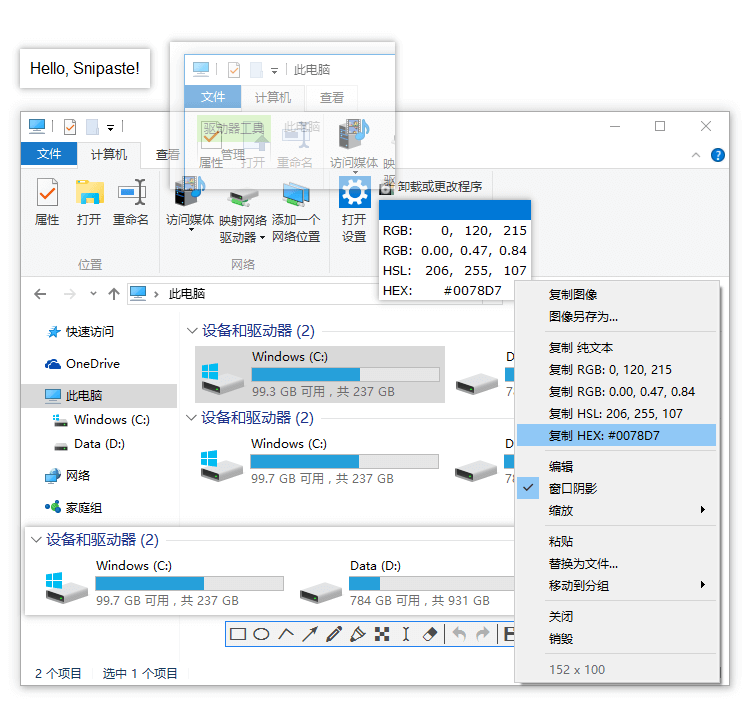 Hello, Snipaste!
此电脑
文件 计算机 查看
驱动器工具 此电脑
属性 管理 打开 重命名 访问媒体 映
驱
文件 计算机 查看
属性 打开 重命名
位置
访问媒体 映射网络驱动器 添加一个网络位置
网络
打开设置
卸载或更改程序
RGB: 0, 120, 215
RGB: 0.00, 0.47, 0.84
HSL: 206, 255, 107
HEX: #0078D7
此电脑
快速访问
OneDrive
此电脑
Windows (C:)
Data (D:)
网络
家庭组
设备和驱动器 (2)
Windows (C:)
99.3 GB 可用，共 237 GB
D
7
设备和驱动器 (2)
Windows (C:)
99.7 GB 可用，共 237 GB
D
7
设备和驱动器 (2)
Windows (C:)
99.7 GB 可用，共 237 GB
Data (D:)
784 GB 可用，共 931 GB
2 个项目 选中 1 个项目
复制图像
图像另存为...
复制 纯文本
复制 RGB: 0, 120, 215
复制 RGB: 0.00, 0.47, 0.84
复制 HSL: 206, 255, 107
复制 HEX: #0078D7
编辑
窗口阴影
缩放
粘贴
替换为文件...
移动到分组
关闭
销毁
152 x 100